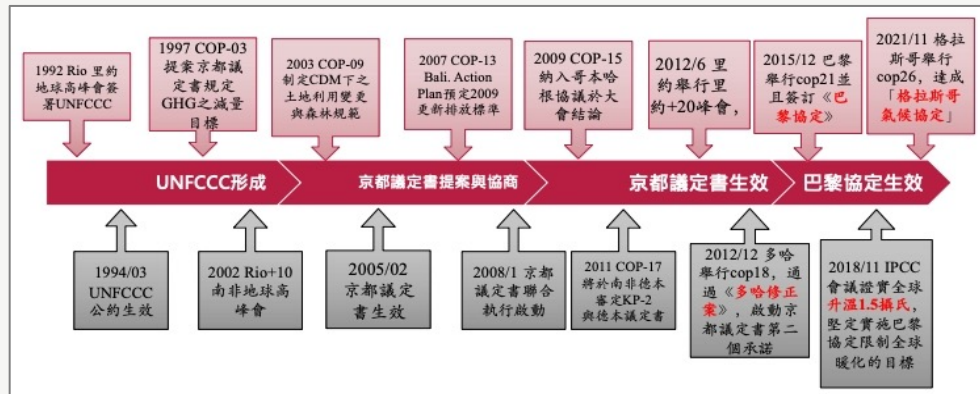 1992 Rio 里約
地球高峰會簽
署UNFCCC
1997 COP-03
提案京都議
定書規定
GHG之減量
目標
2003 COP-09
制定CDM下之
土地利用變更
與森林規範
2007 COP-13
Bali. Action
Plan預定2009
更新排放標準
2009 COP-15
納入哥本哈
根協議於大
會結論
2012/6 里
約舉行里
約+20峰會，
2015/12 巴黎
舉行cop21並
且簽訂《巴
黎協定》
2021/11 格拉
斯哥舉行
cop26，達成
「格拉斯哥
氣候協定」
UNFCCC形成
京都議定書提案與協商
京都議定書生效
巴黎協定生效
1994/03
UNFCCC
公約生效
2002 Rio+10
南非地球高
峰會
2005/02
京都議定
書生效
2008/1 京都
議定書聯合
執行啟動
2011 COP-17
將於南非德本
審定KP-2
與德本議定書
2012/12 多哈
舉行cop18，通
過《多哈修正
案》，啟動京
都議定書第二
個承諾
2018/11 IPCC
會議證實全球
升溫1.5攝氏，
堅定實施巴黎
協定限制全球
暖化的目標